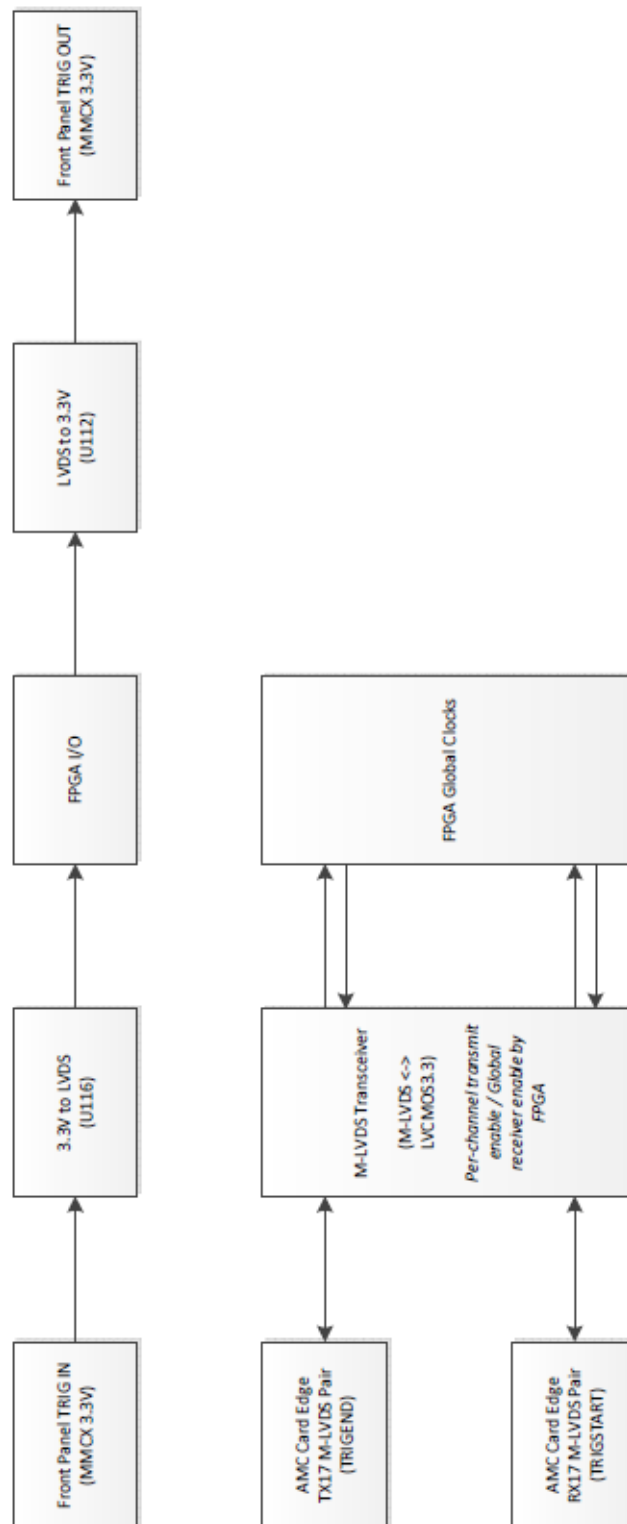 Front Panel TRIG IN
(MMCX 3.3V)
3.3V to LVDS
(U116)
FPGA I/O
LVDS to 3.3V
(U112)
Front Panel TRIG OUT
(MMCX 3.3V)
AMC Card Edge
TX17 M-LVDS Pair
(TRIGEND)
AMC Card Edge
RX17 M-LVDS Pair
(TRIGSTART)
M-LVDS Transceiver
(M-LVDS <->
LVCMOS3.3)
Per-channel transmit
enable / Global
receiver enable by
FPGA
FPGA Global Clocks